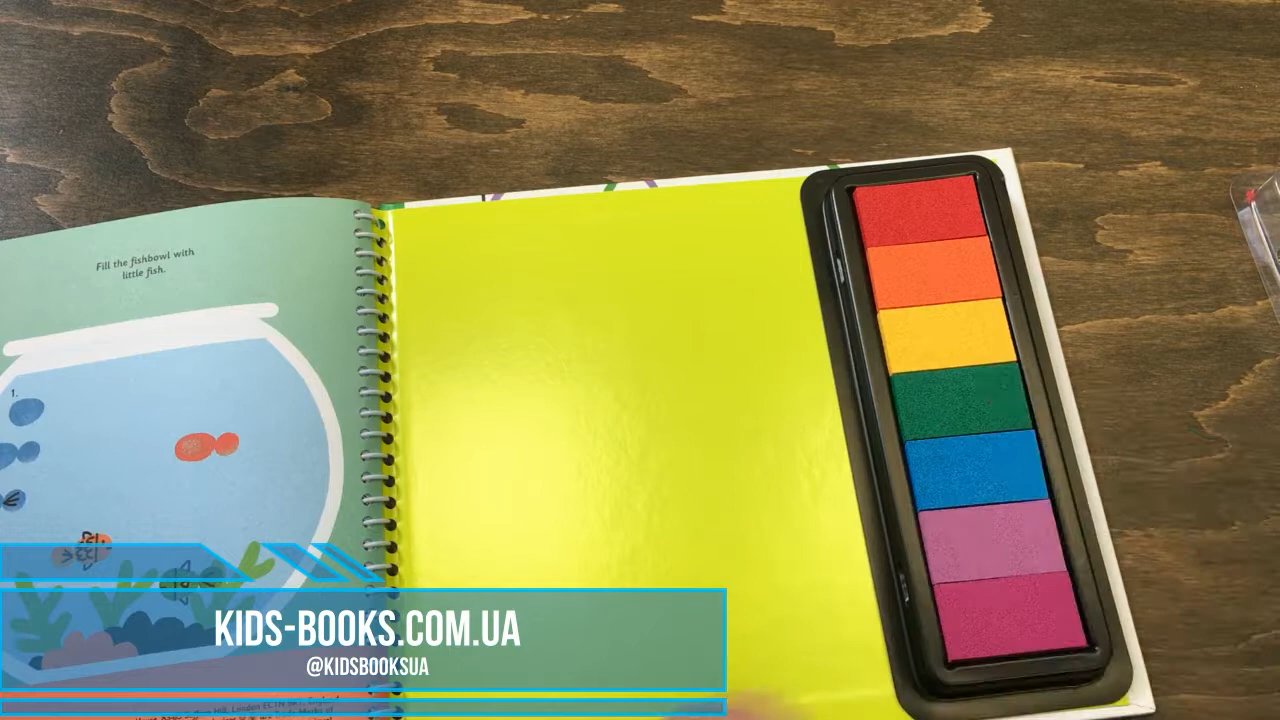 Fill the fishbowl with
little fish.
1.
KIDS-BOOKS.COM.UA
@KIDSBOOKSUA